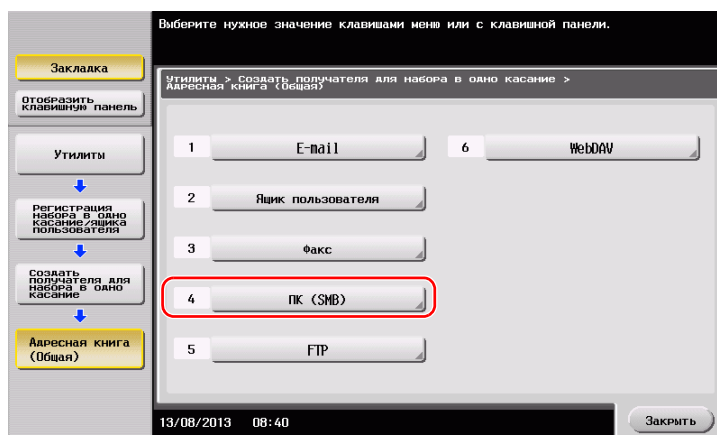 Выберите нужное значение клавишами меню или с клавишной панели.
Закладка
Отобразить
клавишную панель
Утилиты > Создать получателя для набора в одно касание >
Адресная книга (Общая)
Утилиты
Регистрация
набора в одно
касание/ящика
пользователя
Создать
получателя для
набора в одно
касание
Адресная книга
(Общая)
1 E-mail
2 Ящик пользователя
3 Факс
4 ПК (SMB)
5 FTP
6 WebDAV
13/08/2013 08:40
Закрыть